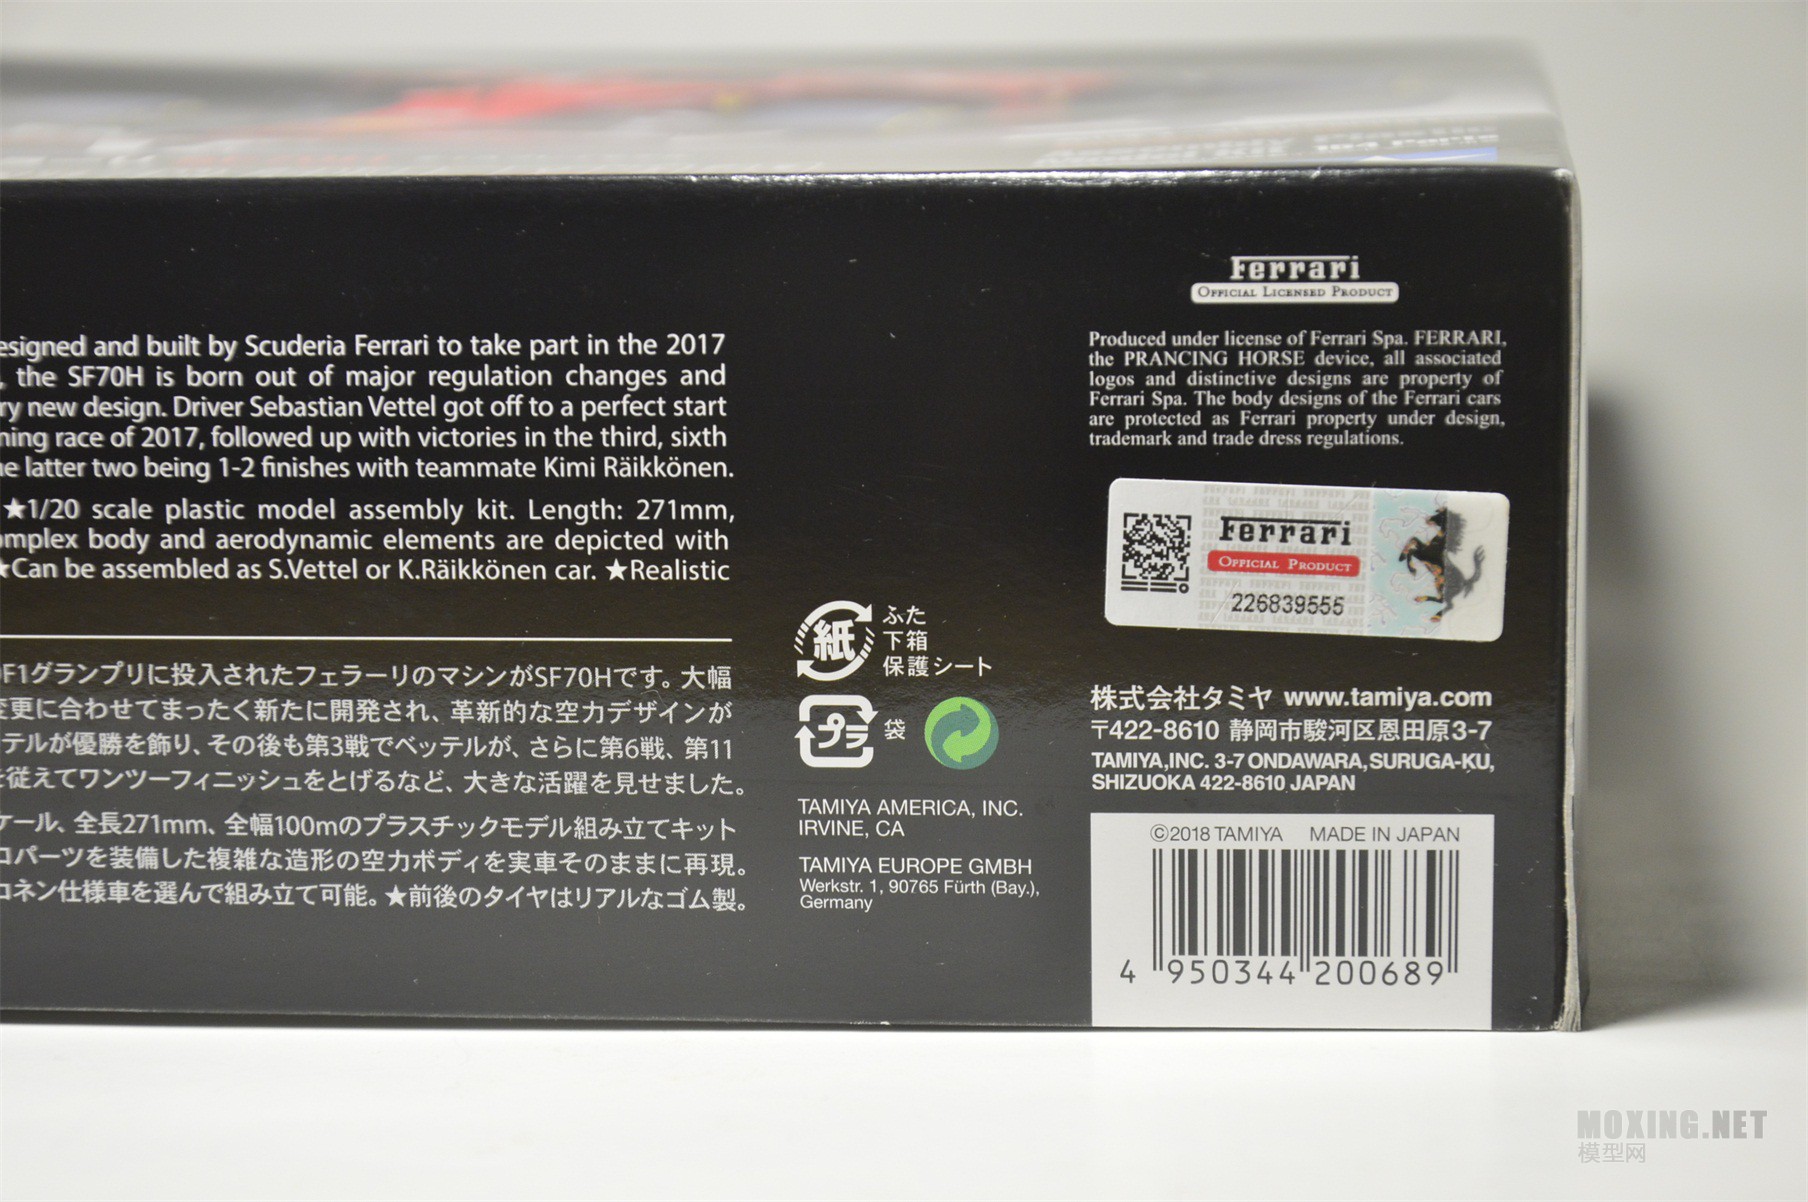 esigned and built by Scuderia Ferrari to take part in the 2017
, the SF70H is born out of major regulation changes and
ry new design. Driver Sebastian Vettel got off to a perfect start
ning race of 2017, followed up with victories in the third, sixth
e latter two being 1-2 finishes with teammate Kimi Räikkönen.
★1/20 scale plastic model assembly kit. Length: 271mm,
omplex body and aerodynamic elements are depicted with
★Can be assembled as S.Vettel or K.Räikkönen car. ★Realistic
F1グランプリに投入されたフェラーリのマシンがSF70Hです。大幅
変更に合わせてまったく新たに開発され、革新的な空力デザインが
テルが優勝を飾り、その後も第3戦でベッテルが、さらに第6戦、第11
を従えてワンツーフィニッシュをとげるなど、大きな活躍を見せました。
ケール、全長271mm、全幅100mのプラスチックモデル組み立てキット
ロパーツを装備した複雑な造形の空力ボディを実車そのままに再現。
コネン仕様車を選んで組み立て可能。★前後のタイヤはリアルなゴム製。
紙
ふた
下箱
保護シート
プラ
袋
TAMIYA AMERICA, INC.
IRVINE, CA
TAMIYA EUROPE GMBH
Werkstr. 1, 90765 Fürth (Bay.),
Germany
Ferrari
OFFICIAL LICENSED PRODUCT
Produced under license of Ferrari Spa. FERRARI,
the PRANCING HORSE device, all associated
logos and distinctive designs are property of
Ferrari Spa. The body designs of the Ferrari cars
are protected as Ferrari property under design,
trademark and trade dress regulations.
Ferrari
OFFICIAL PRODUCT
226839555
株式会社タミヤ www.tamiya.com
〒422-8610 静岡市駿河区恩田原3-7
TAMIYA,INC. 3-7 ONDAWARA,SURUGA-KU,
SHIZUOKA 422-8610 JAPAN
©2018 TAMIYA MADE IN JAPAN
4 950344 200689
MOXING.NET
模型网